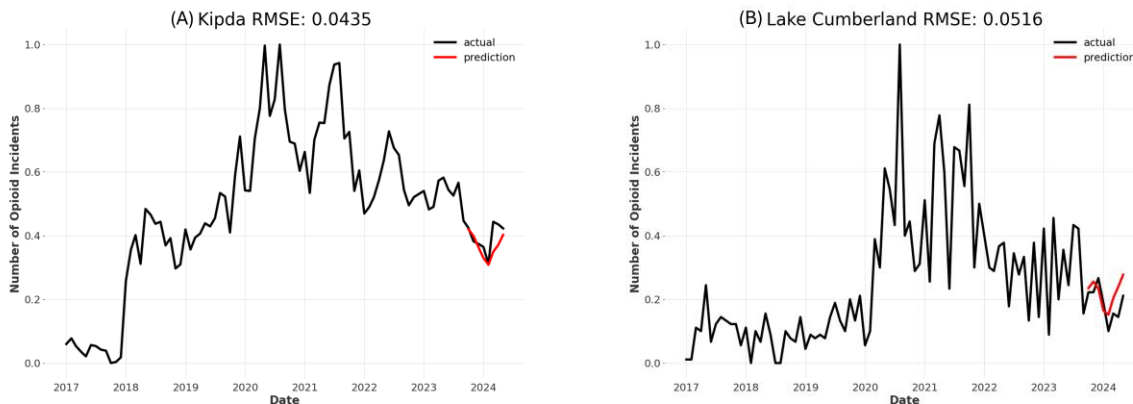 (A) Kipda RMSE: 0.0435
actual
prediction
Number of Opioid Incidents
1.0
0.8
0.6
0.4
0.2
0.0
2017 2018 2019 2020 2021 2022 2023 2024
Date
(B) Lake Cumberland RMSE: 0.0516
actual
prediction
Number of Opioid Incidents
1.0
0.8
0.6
0.4
0.2
0.0
2017 2018 2019 2020 2021 2022 2023 2024
Date